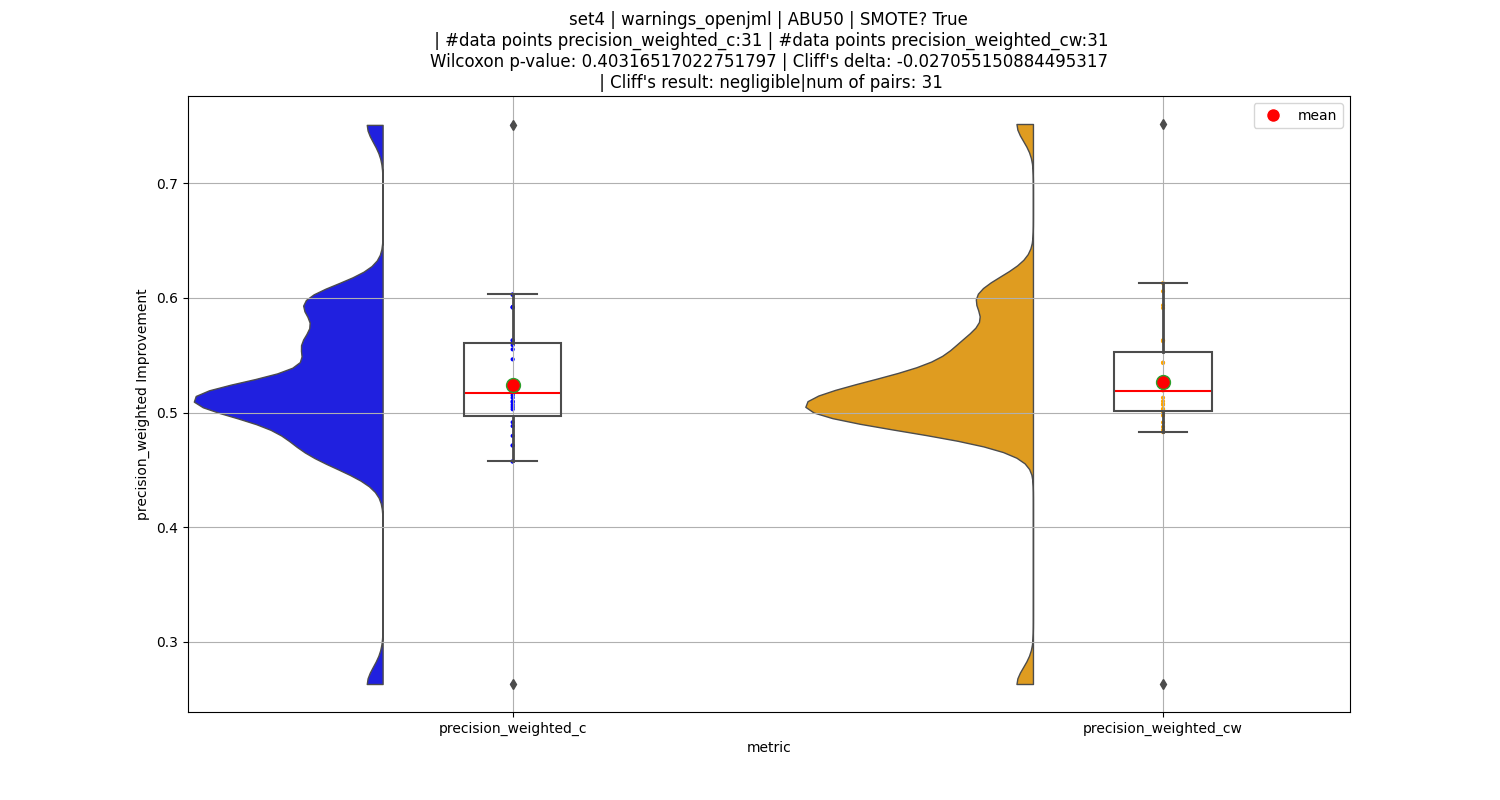 set4 | warnings_openjml | ABU50 | SMOTE? True
| #data points precision_weighted_c:31 | #data points precision_weighted_cw:31
Wilcoxon p-value: 0.40316517022751797 | Cliff's delta: -0.027055150884495317
| Cliff's result: negligible|num of pairs: 31
mean
0.7
0.6
0.5
0.4
0.3
precision_weighted Improvement
precision_weighted_c
precision_weighted_cw
metric